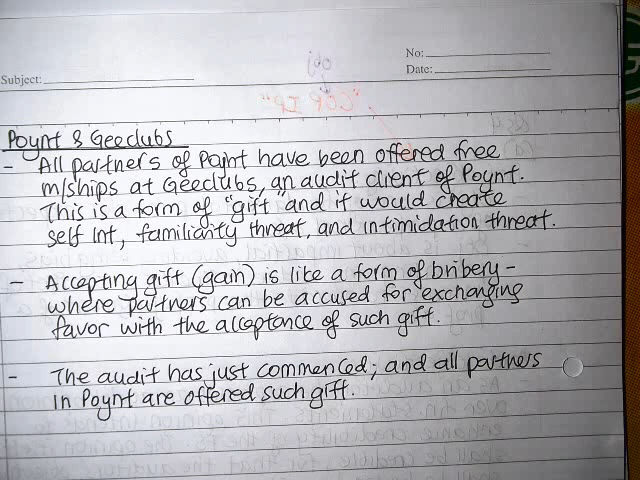 No:
Date:
Subject:
Poynt & Geeclubs
- All partners of Point have been offered free
m/ships at Geeclubs, an audit client of Poynt.
This is a form of "gift" and it would create
self Int, familiarity threat, and intimidation threat.
- Accepting gift (gain) is like a form of bribery -
where partners can be accused for exchanging
favor with the acceptance of such gift.
- The audit has just commenced; and all partners
in Poynt are offered such gift.